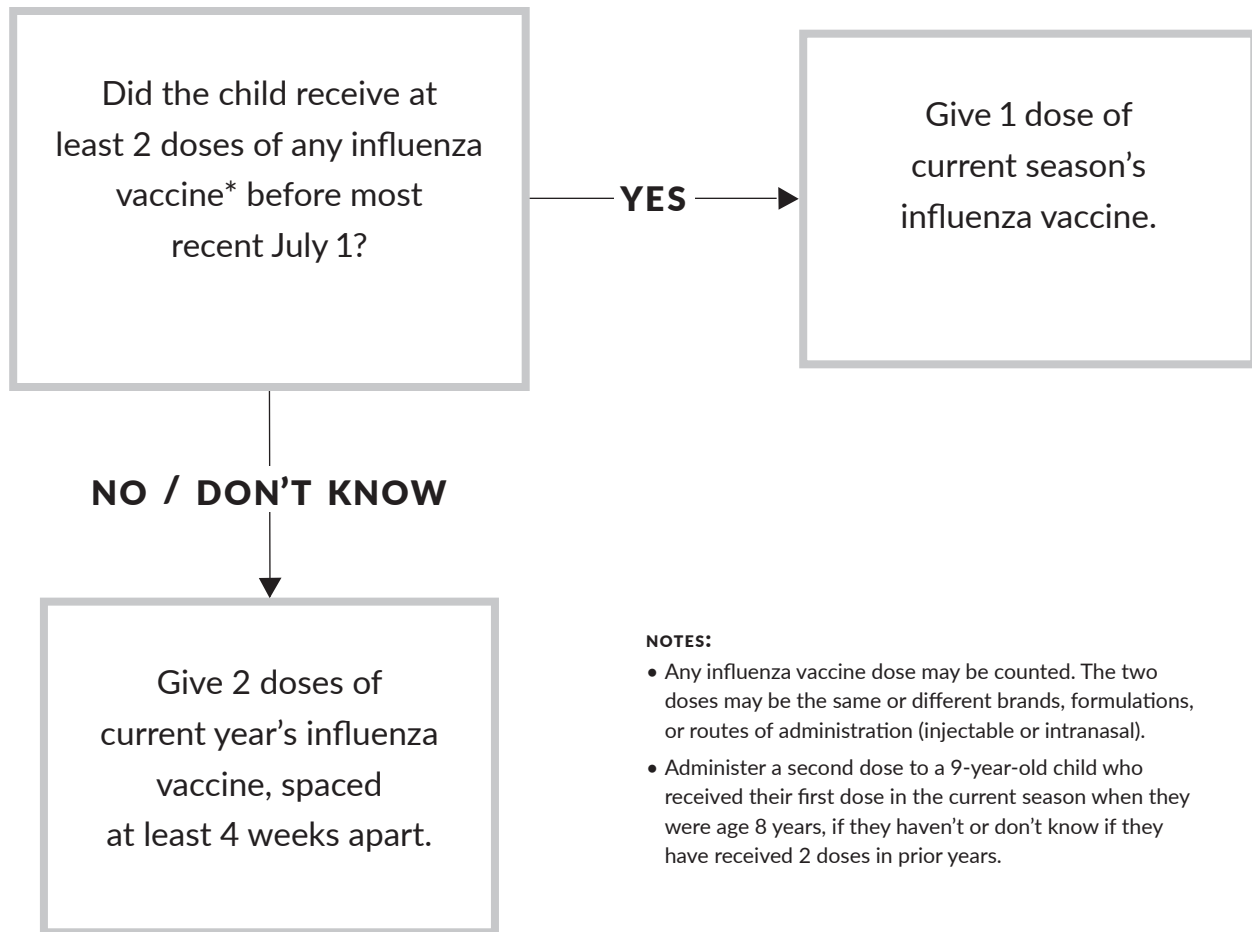 Did the child receive at
least 2 doses of any influenza
vaccine* before most
recent July 1?
YES
Give 1 dose of
current season’s
influenza vaccine.
NO / DON’T KNOW
Give 2 doses of
current year’s influenza
vaccine, spaced
at least 4 weeks apart.
NOTES:
• Any influenza vaccine dose may be counted. The two
doses may be the same or different brands, formulations,
or routes of administration (injectable or intranasal).
• Administer a second dose to a 9-year-old child who
received their first dose in the current season when they
were age 8 years, if they haven’t or don’t know if they
have received 2 doses in prior years.